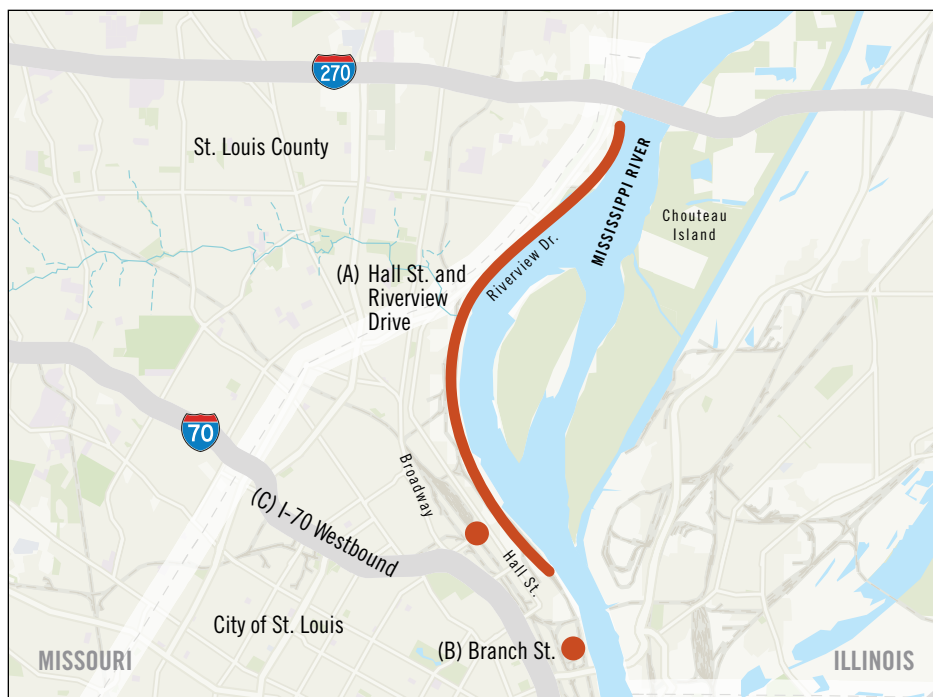 270
St. Louis County
MISSISSIPPI RIVER
Chouteau
Island
(A) Hall St. and
Riverview
Drive
Riverview Dr.
70
Broadway
(C) I-70 Westbound
Hall St.
City of St. Louis
(B) Branch St.
MISSOURI
ILLINOIS